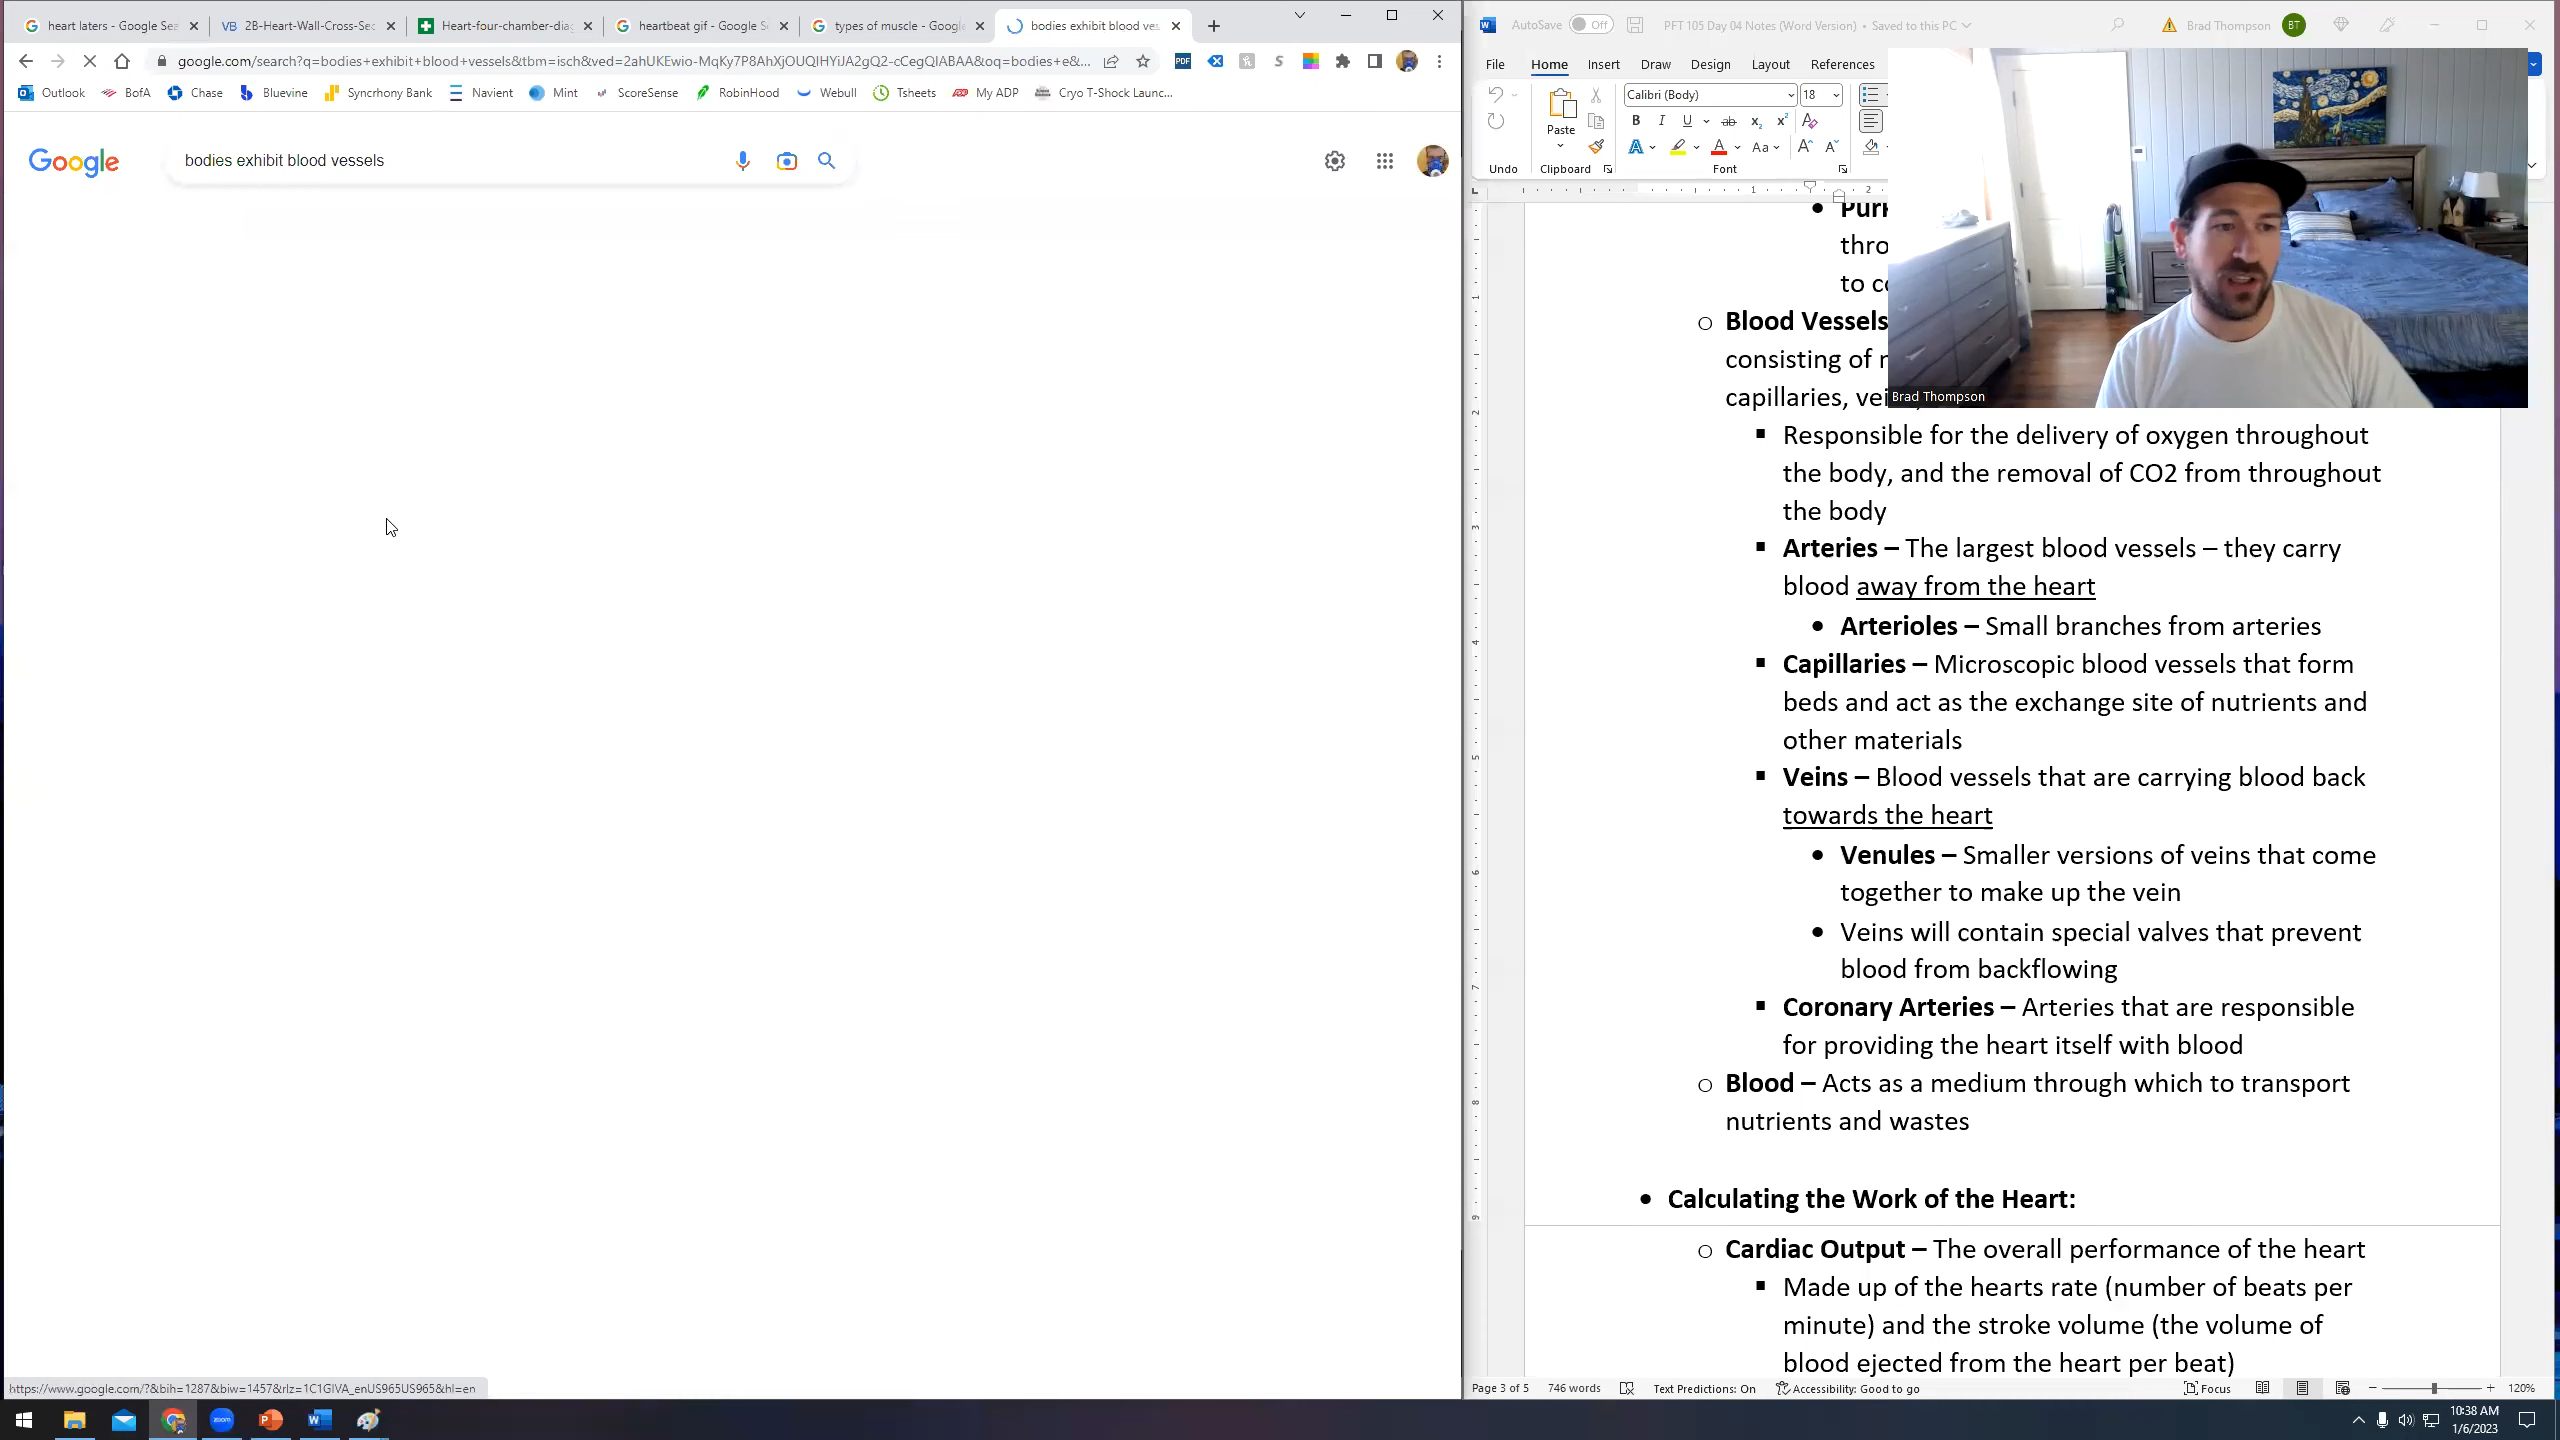 heart laters - Google Sea
2B-Heart-Wall-Cross-Sec
Heart-four-chamber-diag
heartbeat gif - Google Se
types of muscle - Google
bodies exhibit blood ves
google.com/search?q=bodies+exhibit+blood+vessels&tbm=isch&ved=2ahUKEwio-MqKy7P8AhXjOUQIHYiJA2gQ2-cCegQIABAA&oq=bodies+e&...
Outlook
BofA
Chase
Bluevine
Syncrhony Bank
Navient
Mint
ScoreSense
RobinHood
Webull
Tsheets
My ADP
Cryo T-Shock Launc...
Google
bodies exhibit blood vessels
https://www.google.com/?&bih=1287&biw=1457&rlz=1C1GIVA_enUS965US965&hl=en
AutoSave Off
PFT 105 Day 04 Notes (Word Version) • Saved to this PC
Brad Thompson
BT
File Home Insert Draw Design Layout References
Calibri (Body) 18
Paste
Undo Clipboard Font
Brad Thompson
thro
to c
Blood Vessels
consisting of
capillaries,
Responsible for the delivery of oxygen throughout
the body, and the removal of CO2 from throughout
the body
Arteries – The largest blood vessels – they carry
blood away from the heart
Arterioles – Small branches from arteries
Capillaries – Microscopic blood vessels that form
beds and act as the exchange site of nutrients and
other materials
Veins – Blood vessels that are carrying blood back
towards the heart
Venules – Smaller versions of veins that come
together to make up the vein
Veins will contain special valves that prevent
blood from backflowing
Coronary Arteries – Arteries that are responsible
for providing the heart itself with blood
Blood – Acts as a medium through which to transport
nutrients and wastes
Calculating the Work of the Heart:
Cardiac Output – The overall performance of the heart
Made up of the hearts rate (number of beats per
minute) and the stroke volume (the volume of
blood ejected from the heart per beat)
Page 3 of 5 746 words Text Predictions: On Accessibility: Good to go Focus 120%
10:38 AM
1/6/2023